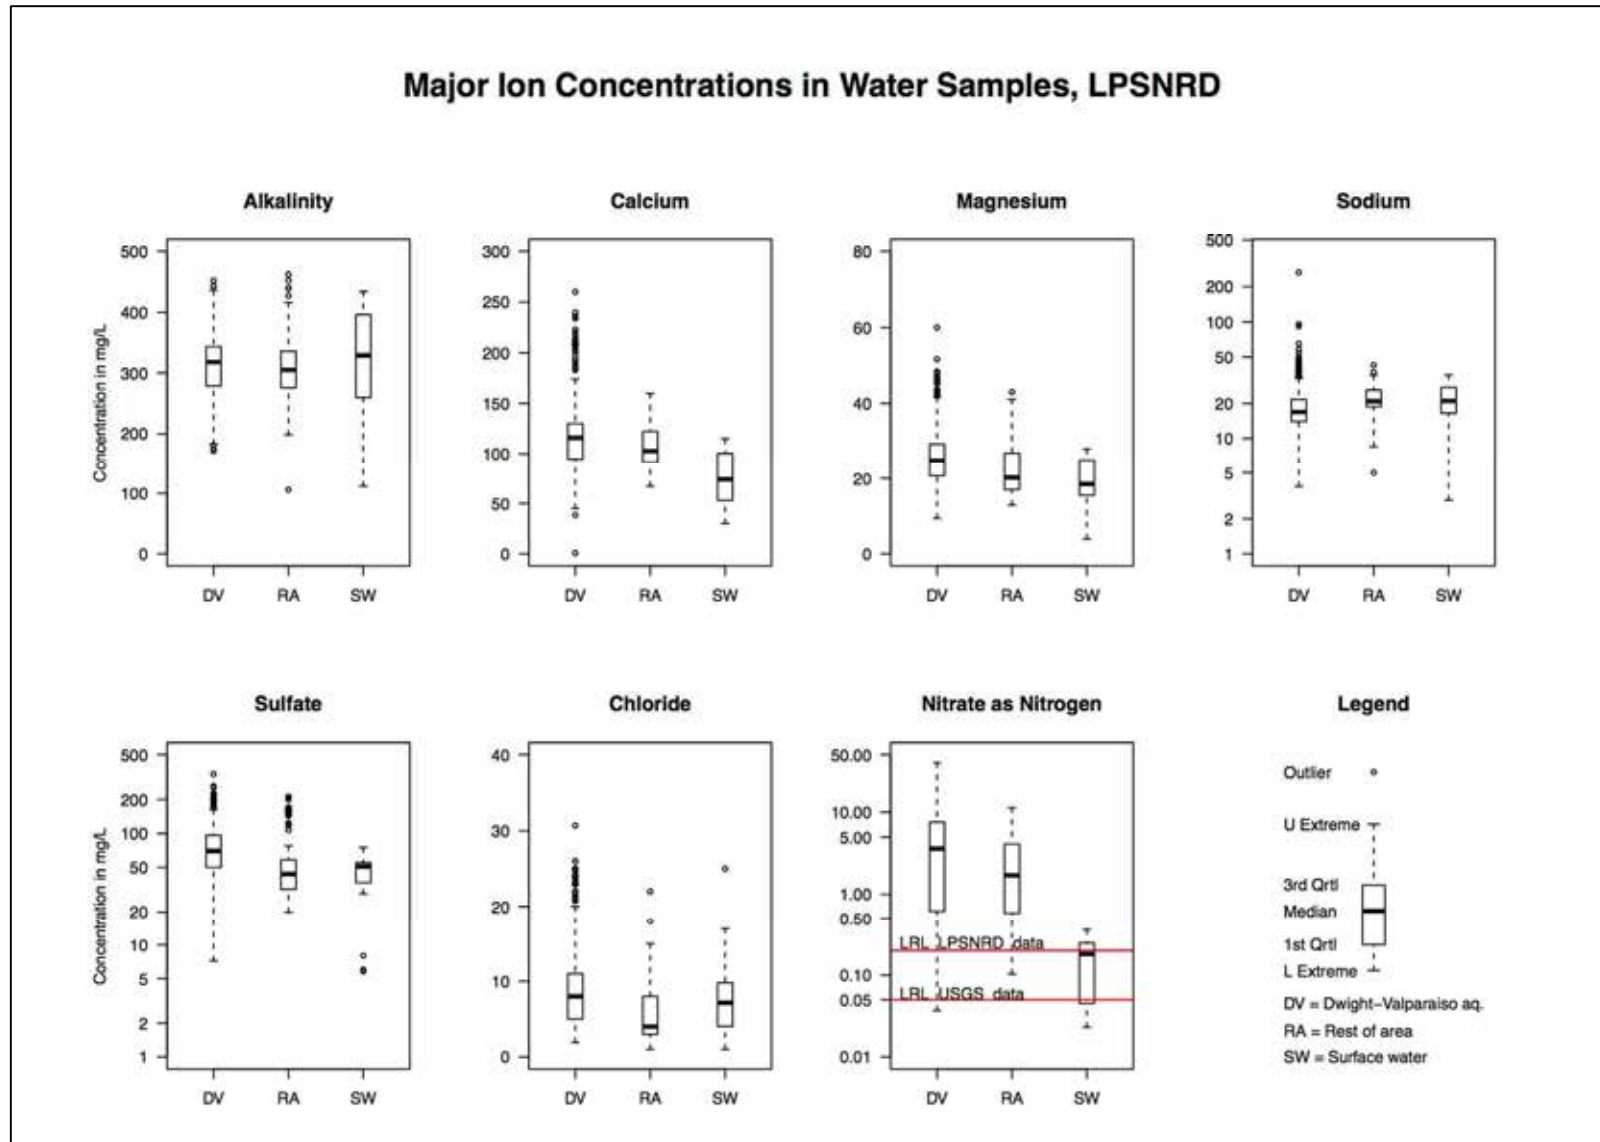 Major Ion Concentrations in Water Samples, LPSNRD
Alkalinity
Concentration in mg/L
500
400
300
200
100
0
DV RA SW
Calcium
300
250
200
150
100
50
0
DV RA SW
Magnesium
80
60
40
20
0
DV RA SW
Sodium
500
200
100
50
20
10
5
2
1
DV RA SW
Sulfate
Concentration in mg/L
500
200
100
50
20
10
5
2
1
DV RA SW
Chloride
40
30
20
10
0
DV RA SW
Nitrate as Nitrogen
50.00
10.00
5.00
1.00
0.50
0.10
0.05
0.01
LRL LPSNRD data
LRL USGS data
DV RA SW
Legend
Outlier
U Extreme
3rd Qrtl
Median
1st Qrtl
L Extreme
DV = Dwight-Valparaiso aq.
RA = Rest of area
SW = Surface water